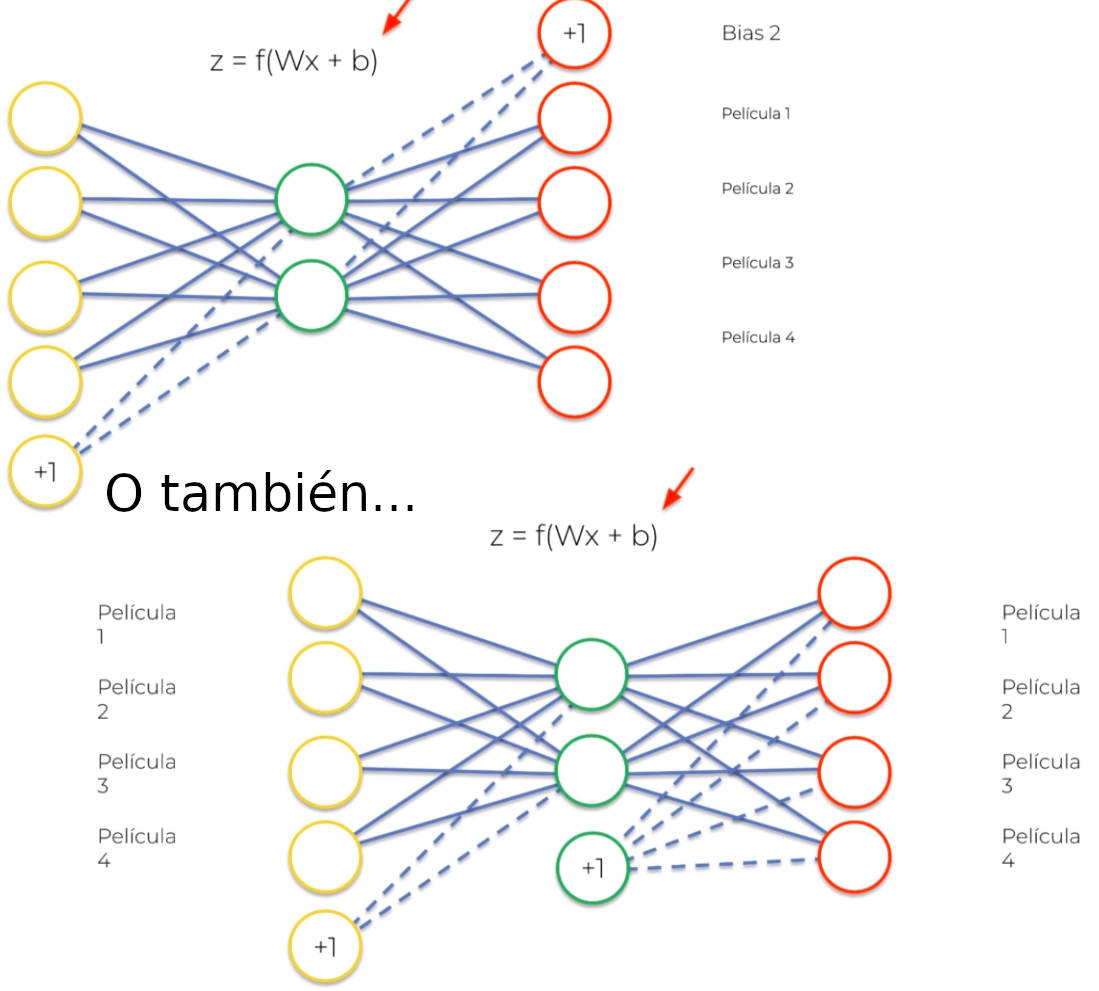 +1
Bias 2
z = f(Wx + b)
Película 1
Película 2
Película 3
Película 4
+1
O también...
z = f(Wx + b)
Película
1
Película
1
Película
2
Película
2
Película
3
Película
3
Película
4
Película
4
+1
+1